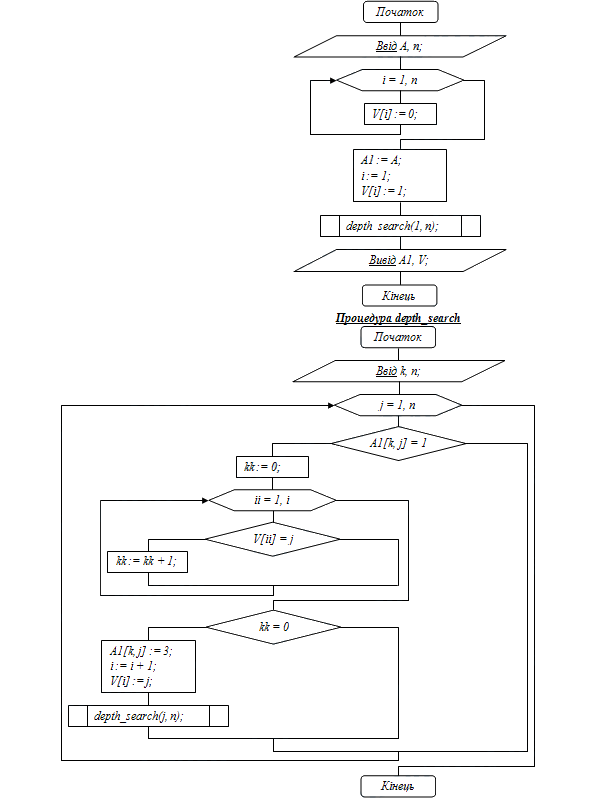 Початок
Ввід A, n;
i = 1, n
V[i] := 0;
A1 := A;
i := 1;
V[i] := 1;
depth_search(1, n);
Вивід A1, V;
Кінець
Процедура depth_search
Початок
Ввід k, n;
j = 1, n
A1[k, j] = 1
kk := 0;
ii = 1, i
V[ii] = j
kk := kk + 1;
kk = 0
A1[k, j] := 3;
i := i + 1;
V[i] := j;
depth_search(j, n);
Кінець